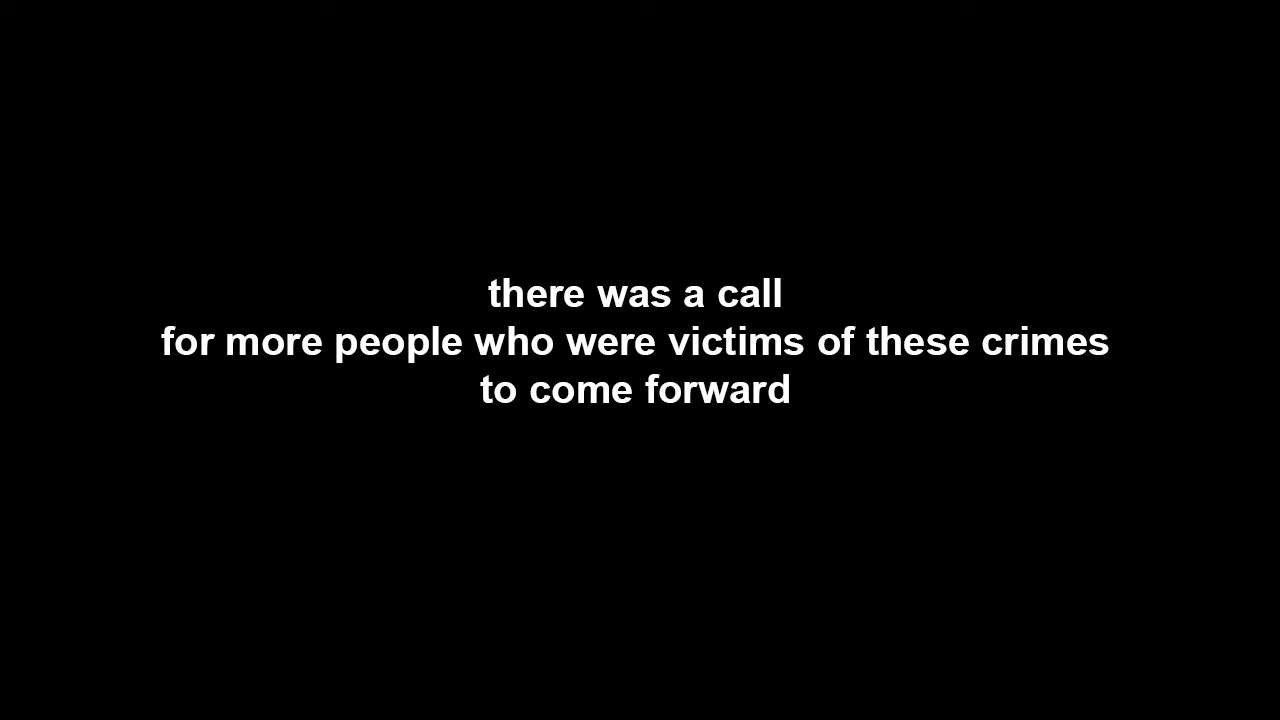 there was a call
for more people who were victims of these crimes
to come forward